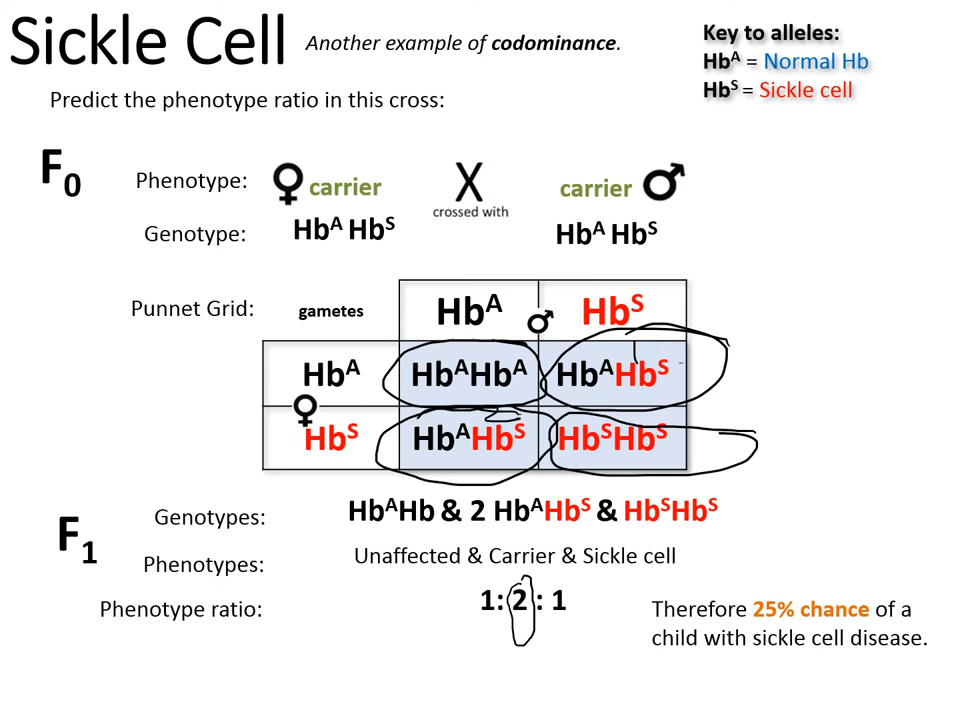 Sickle Cell Another example of codominance.
Key to alleles:
Hbᴬ = Normal Hb
Hbˢ = Sickle cell
Predict the phenotype ratio in this cross:
F₀
Phenotype: ♀ carrier X carrier ♂
crossed with
Genotype: Hbᴬ Hbˢ Hbᴬ Hbˢ
Punnet Grid: gametes Hbᴬ ♂ Hbˢ
Hbᴬ HbᴬHbᴬ HbᴬHbˢ
♀
Hbˢ HbᴬHbˢ HbˢHbˢ
F₁
Genotypes: HbᴬHb & 2 HbᴬHbˢ & HbˢHbˢ
Phenotypes: Unaffected & Carrier & Sickle cell
Phenotype ratio: 1: 2 : 1
Therefore 25% chance of a
child with sickle cell disease.